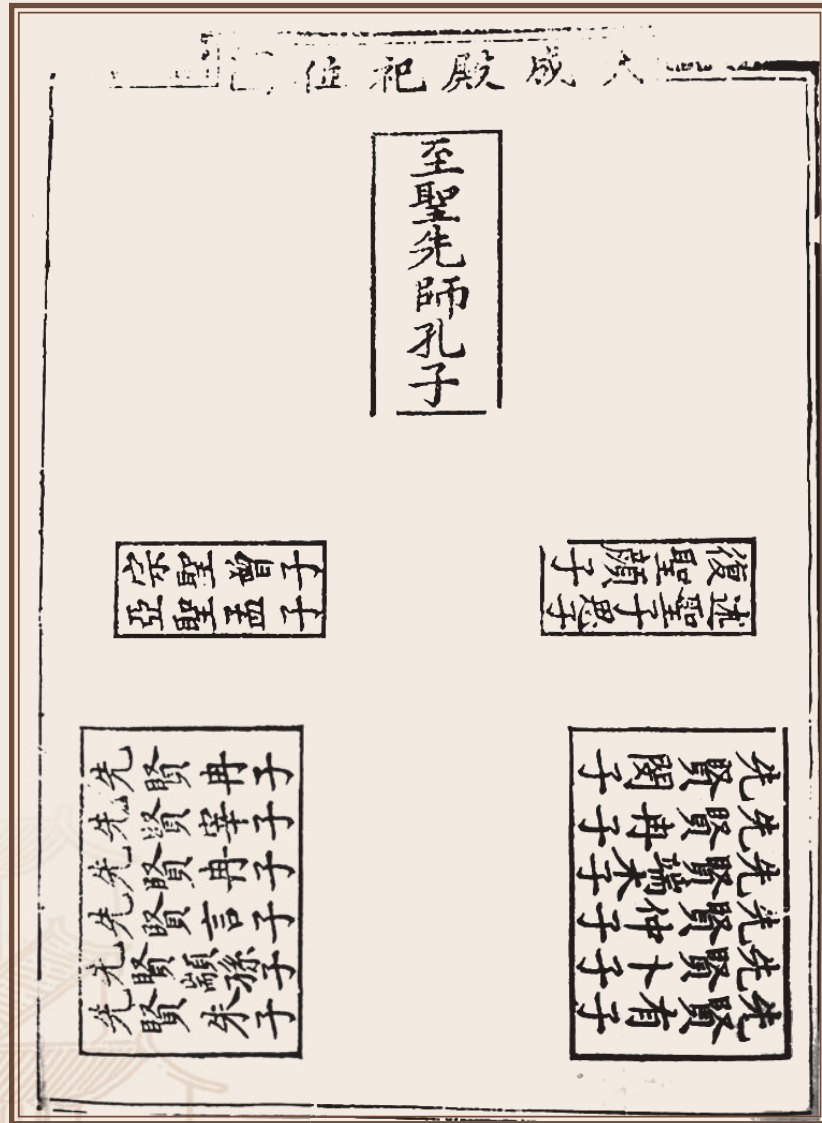 大成殿祀位
至聖先師孔子
復聖顏子
述聖子思子
宗聖曾子
亞聖孟子
先賢閔子
先賢冉子
先賢端木子
先賢仲子
先賢卜子
先賢有子
先賢冉子
先賢宰子
先賢冉子
先賢言子
先賢顓孫子
先賢朱子